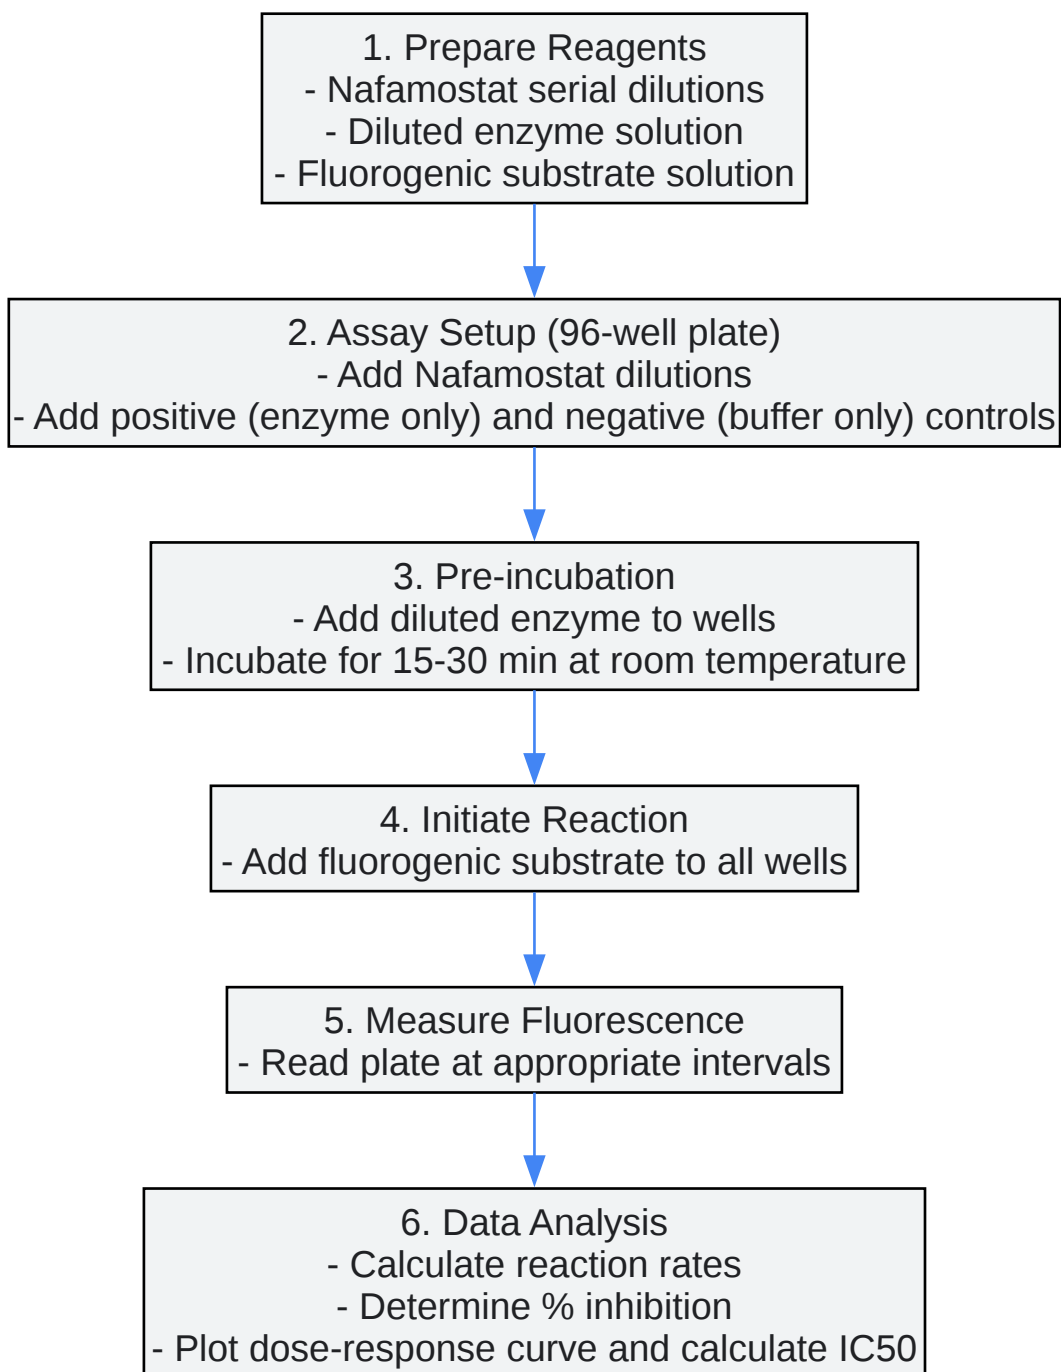 1. Prepare Reagents
- Nafamostat serial dilutions
- Diluted enzyme solution
- Fluorogenic substrate solution
2. Assay Setup (96-well plate)
- Add Nafamostat dilutions
- Add positive (enzyme only) and negative (buffer only) controls
3. Pre-incubation
- Add diluted enzyme to wells
- Incubate for 15-30 min at room temperature
4. Initiate Reaction
- Add fluorogenic substrate to all wells
5. Measure Fluorescence
- Read plate at appropriate intervals
6. Data Analysis
- Calculate reaction rates
- Determine % inhibition
- Plot dose-response curve and calculate IC50